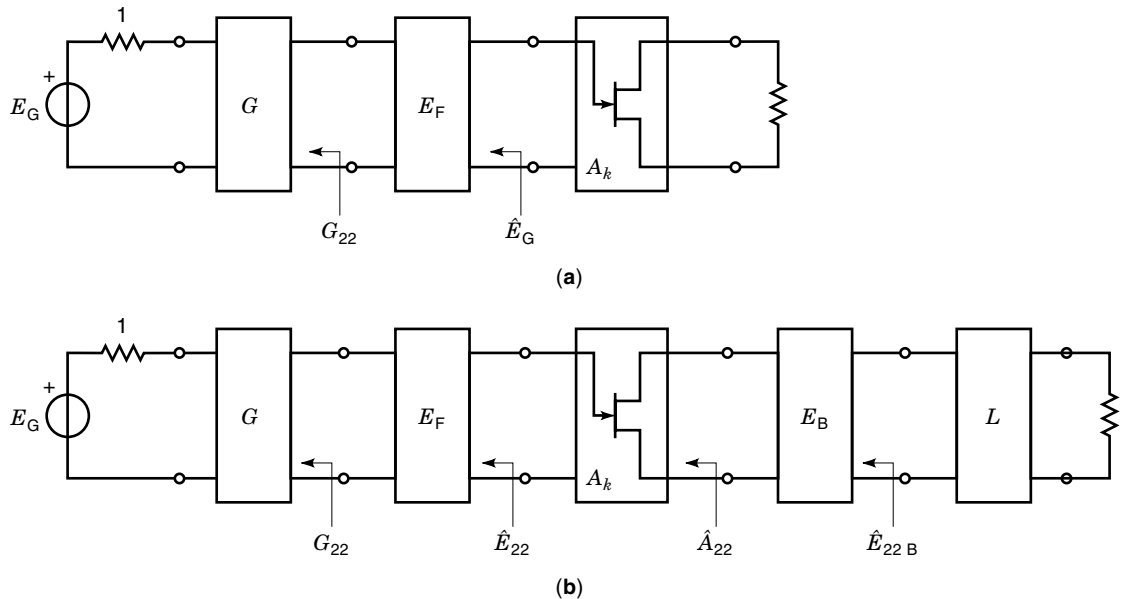 1
+
E_G
G
E_F
A_k
G_22
Ê_G
(a)
1
+
E_G
G
E_F
A_k
E_B
L
G_22
Ê_22
Â_22
Ê_22 B
(b)